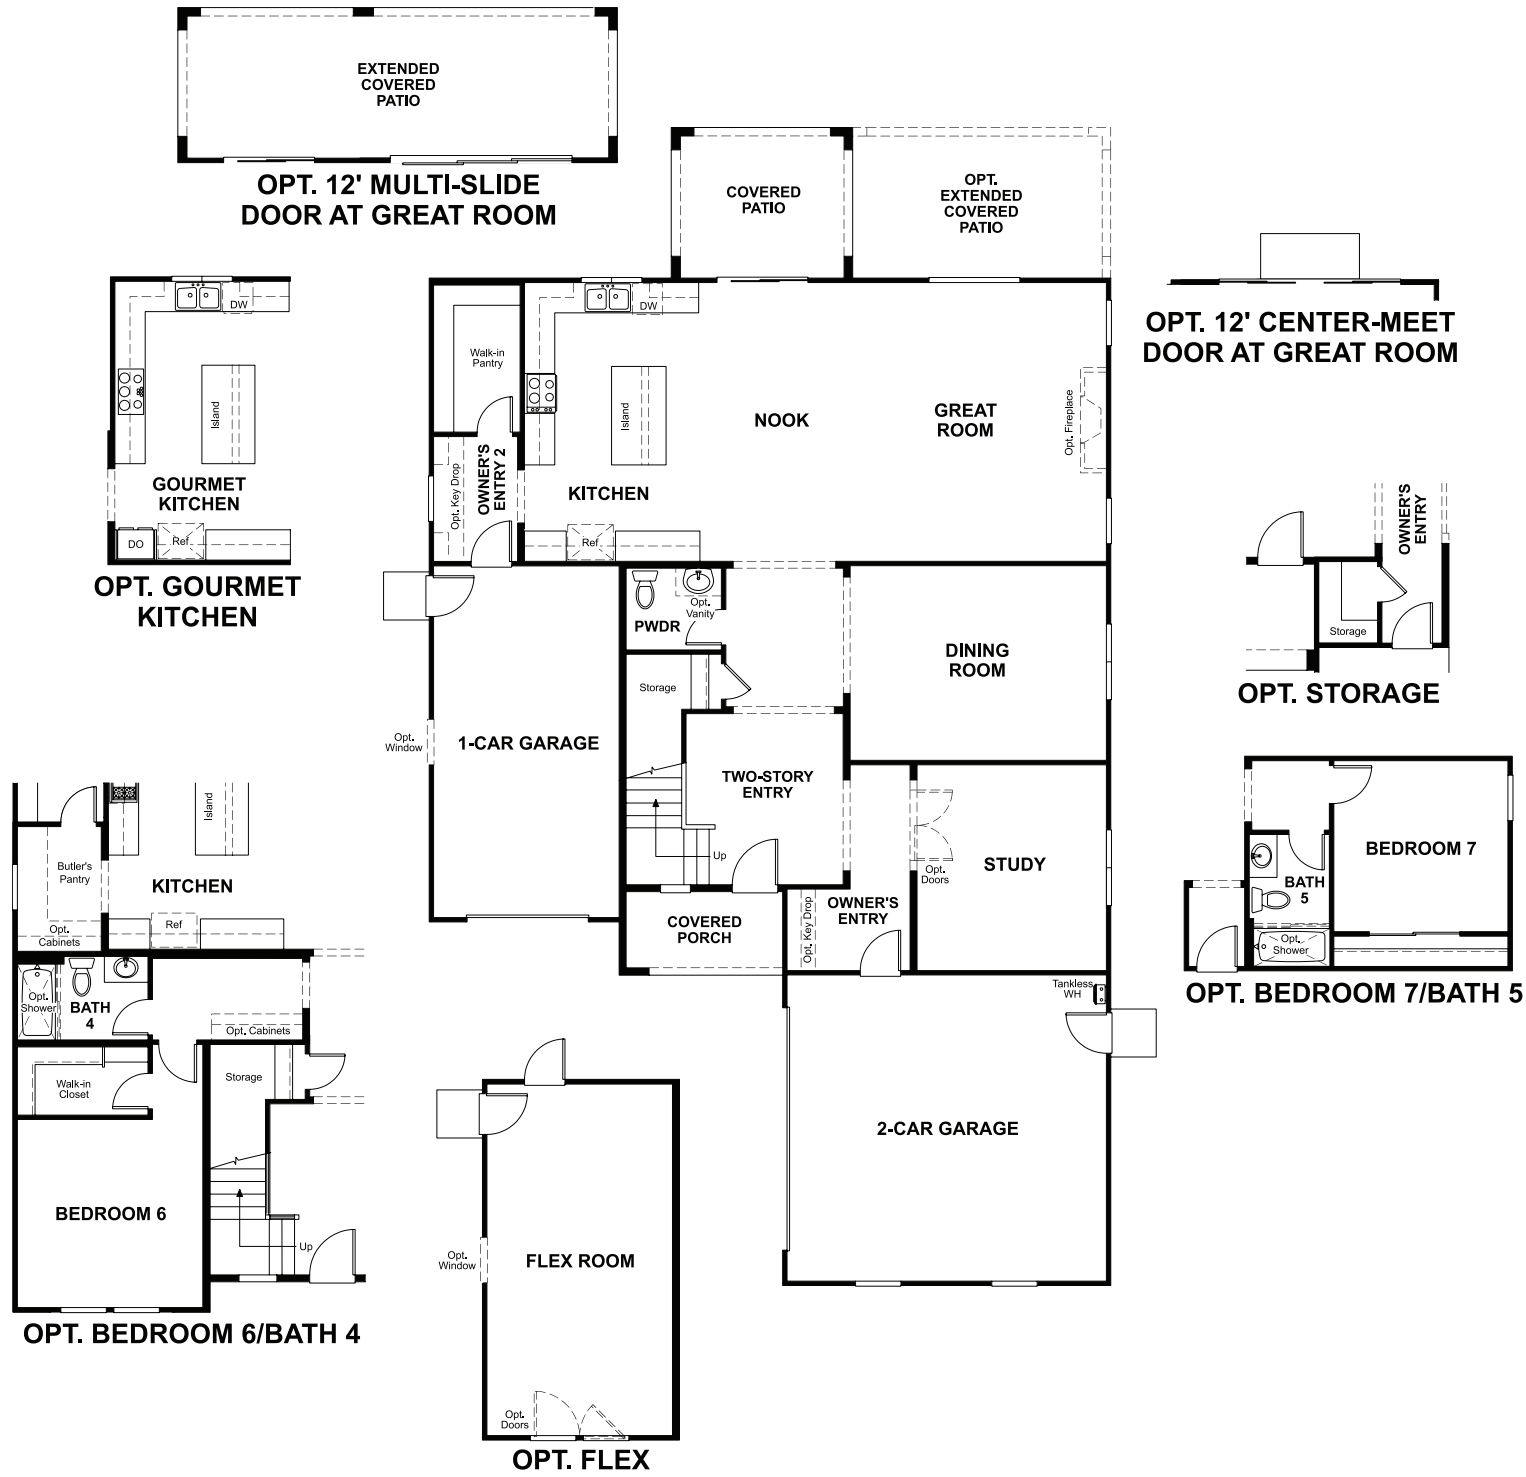 EXTENDED
COVERED
PATIO
OPT. 12' MULTI-SLIDE
DOOR AT GREAT ROOM
COVERED
PATIO
OPT.
EXTENDED
COVERED
PATIO
OPT. 12' CENTER-MEET
DOOR AT GREAT ROOM
DW
Island
GOURMET
KITCHEN
DO
Ref
OPT. GOURMET
KITCHEN
Walk-in
Pantry
DW
Island
NOOK
GREAT
ROOM
Opt. Fireplace
Opt. Key Drop
OWNER'S
ENTRY 2
KITCHEN
Ref
OWNER'S
ENTRY
Storage
OPT. STORAGE
Opt.
Vanity
PWDR
Storage
DINING
ROOM
Opt.
Window
1-CAR GARAGE
TWO-STORY
ENTRY
Up
Opt.
Doors
STUDY
COVERED
PORCH
Opt. Key Drop
OWNER'S
ENTRY
Tankless
WH
2-CAR GARAGE
BEDROOM 7
BATH
5
Opt.
Shower
OPT. BEDROOM 7/BATH 5
Island
Butler's
Pantry
KITCHEN
Opt.
Cabinets
Ref
Opt.
Shower
BATH
4
Opt. Cabinets
Walk-in
Closet
Storage
BEDROOM 6
Up
OPT. BEDROOM 6/BATH 4
Opt.
Window
FLEX ROOM
Opt.
Doors
OPT. FLEX